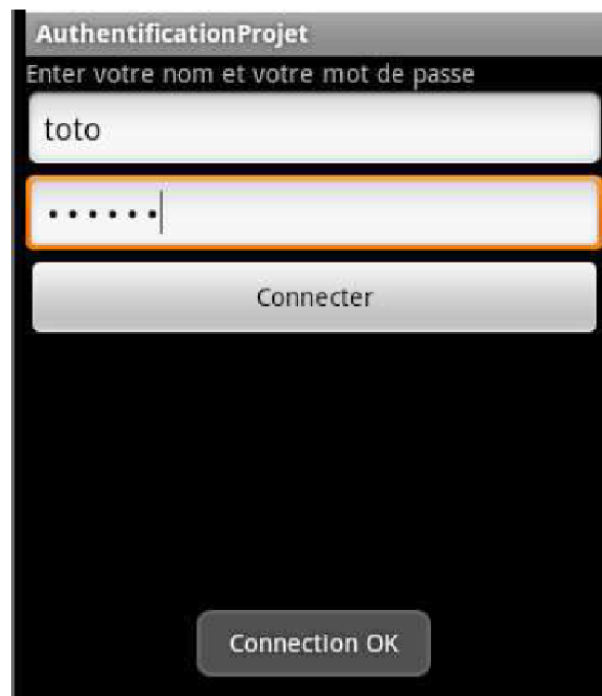 AuthentificationProjet
Enter votre nom et votre mot de passe
toto
••••••
Connecter
Connection OK